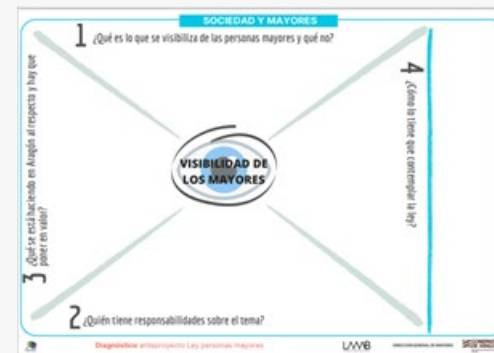 SOCIEDAD Y MAYORES
1 ¿Qué es lo que se visibiliza de las personas mayores y qué no?
4 ¿Cómo lo tiene que contemplar la ley?
VISIBILIDAD DE
LOS MAYORES
3 ¿Qué se está haciendo en Aragón al respecto y hay que
poner en valor?
2 ¿Quién tiene responsabilidades sobre el tema?
Diagnóstico anteproyecto Ley personas mayores